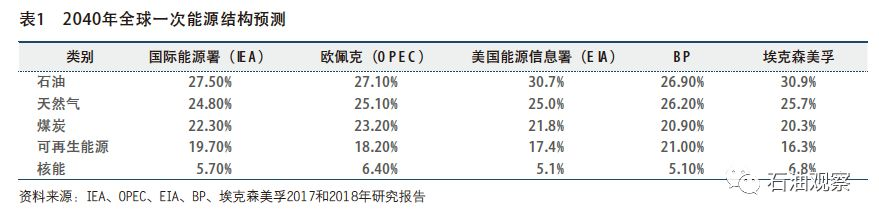 表1 2040年全球一次能源结构预测
类别 国际能源署（IEA） 欧佩克（OPEC） 美国能源信息署（EIA） BP 埃克森美孚
石油 27.50% 27.10% 30.7% 26.90% 30.9%
天然气 24.80% 25.10% 25.0% 26.20% 25.7%
煤炭 22.30% 23.20% 21.8% 20.90% 20.3%
可再生能源 19.70% 18.20% 17.4% 21.00% 16.3%
核能 5.70% 6.40% 5.1% 5.10% 6.8%
资料来源：IEA、OPEC、EIA、BP、埃克森美孚2017和2018年研究报告
石油观察